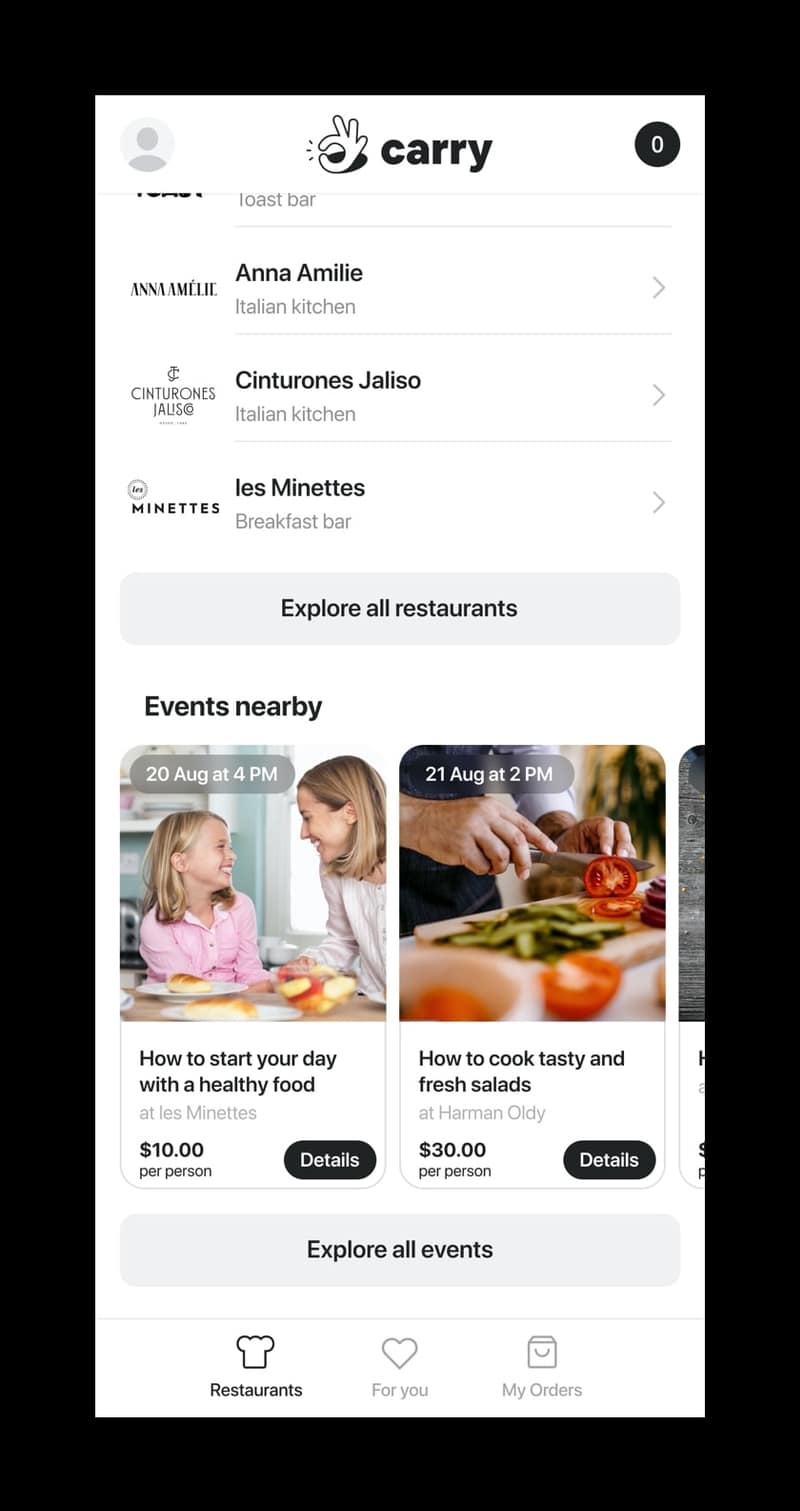 carry
0
Toast bar
ANNA AMÉLIE
Anna Amilie
Italian kitchen
CINTURONES
JALISCO
Cinturones Jaliso
Italian kitchen
les
MINETTES
les Minettes
Breakfast bar
Explore all restaurants
Events nearby
20 Aug at 4 PM
21 Aug at 2 PM
How to start your day
with a healthy food
at les Minettes
$10.00
per person
Details
How to cook tasty and
fresh salads
at Harman Oldy
$30.00
per person
Details
Explore all events
Restaurants
For you
My Orders